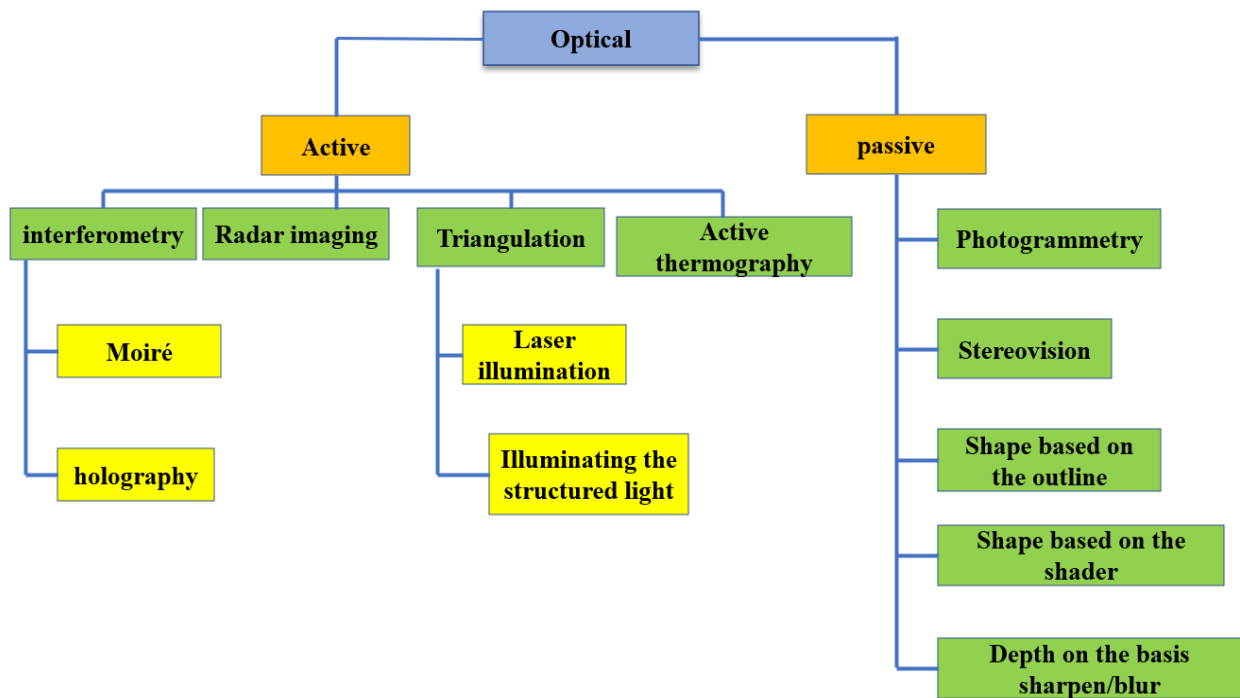 Optical
Active
passive
interferometry
Radar imaging
Triangulation
Active
thermography
Photogrammetry
Moiré
Laser
illumination
Stereovision
holography
Illuminating the
structured light
Shape based on
the outline
Shape based on the
shader
Depth on the basis
sharpen/blur